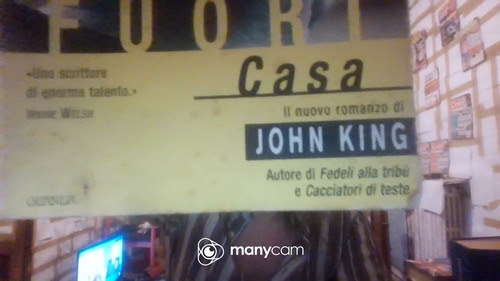 FUORI
Casa
«Uno scrittore
di enorme talento.»
IRVINE WELSH
Il nuovo romanzo di
JOHN KING
Autore di Fedeli alla tribù
e Cacciatori di teste
manycam